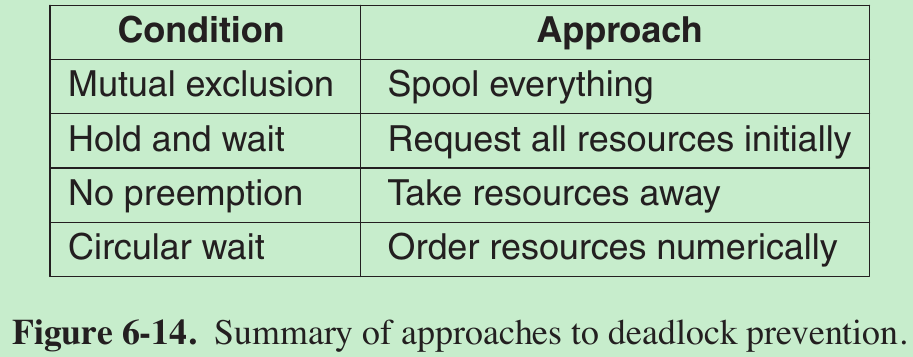 Condition Approach
Mutual exclusion Spool everything
Hold and wait Request all resources initially
No preemption Take resources away
Circular wait Order resources numerically
Figure 6-14. Summary of approaches to deadlock prevention.